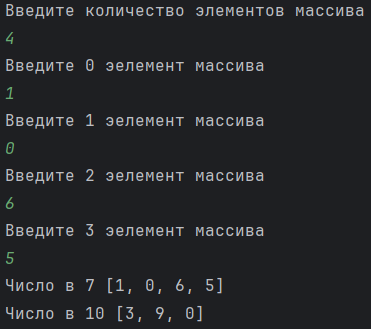 Введите количество элементов массива
4
Введите 0 эелемент массива
1
Введите 1 эелемент массива
0
Введите 2 эелемент массива
6
Введите 3 эелемент массива
5
Число в 7 [1, 0, 6, 5]
Число в 10 [3, 9, 0]